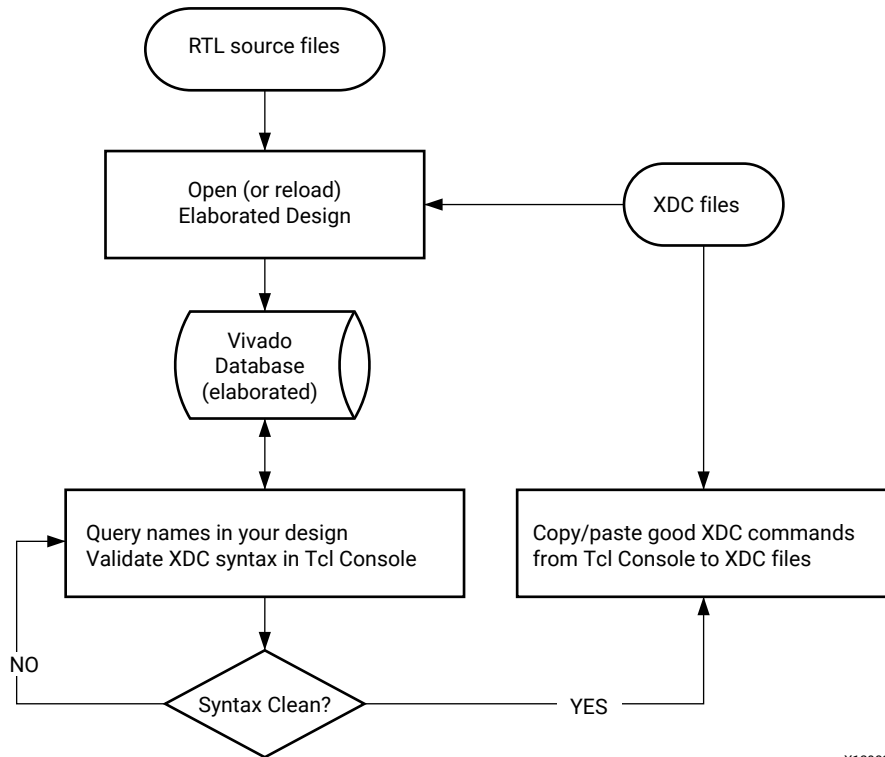 RTL source files
Open (or reload)
Elaborated Design
XDC files
Vivado
Database
(elaborated)
Query names in your design
Validate XDC syntax in Tcl Console
Copy/paste good XDC commands
from Tcl Console to XDC files
NO
Syntax Clean?
YES